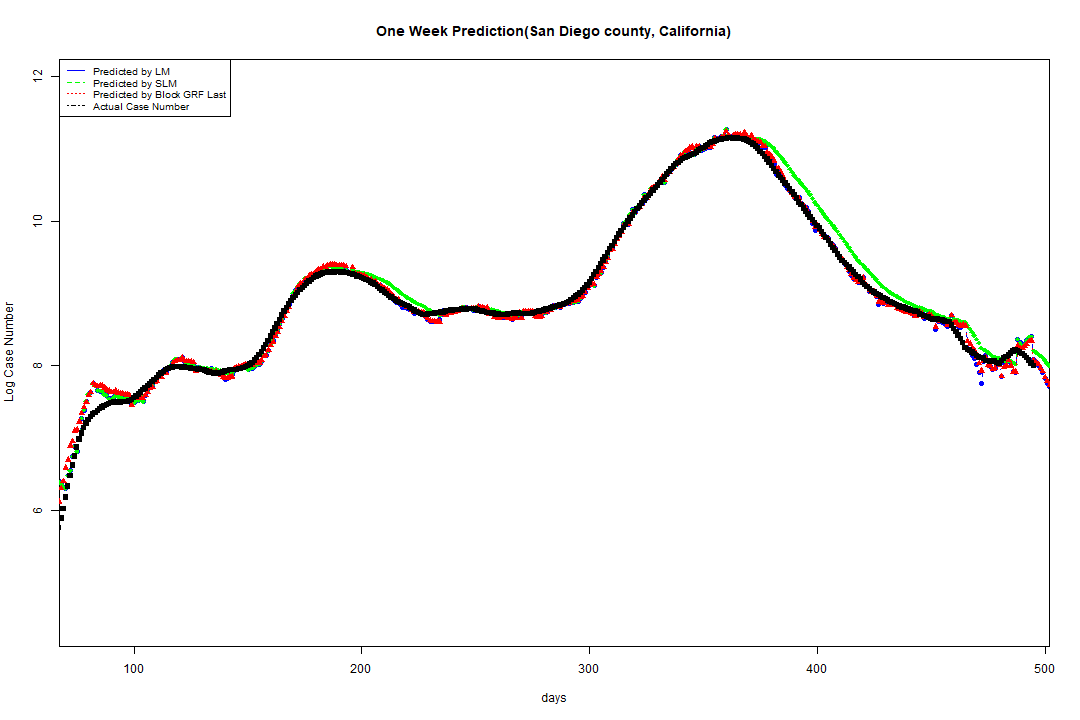 One Week Prediction(San Diego county, California)
Predicted by LM
Predicted by SLM
Predicted by Block GRF Last
Actual Case Number
12
10
8
6
Log Case Number
100
200
300
400
500
days